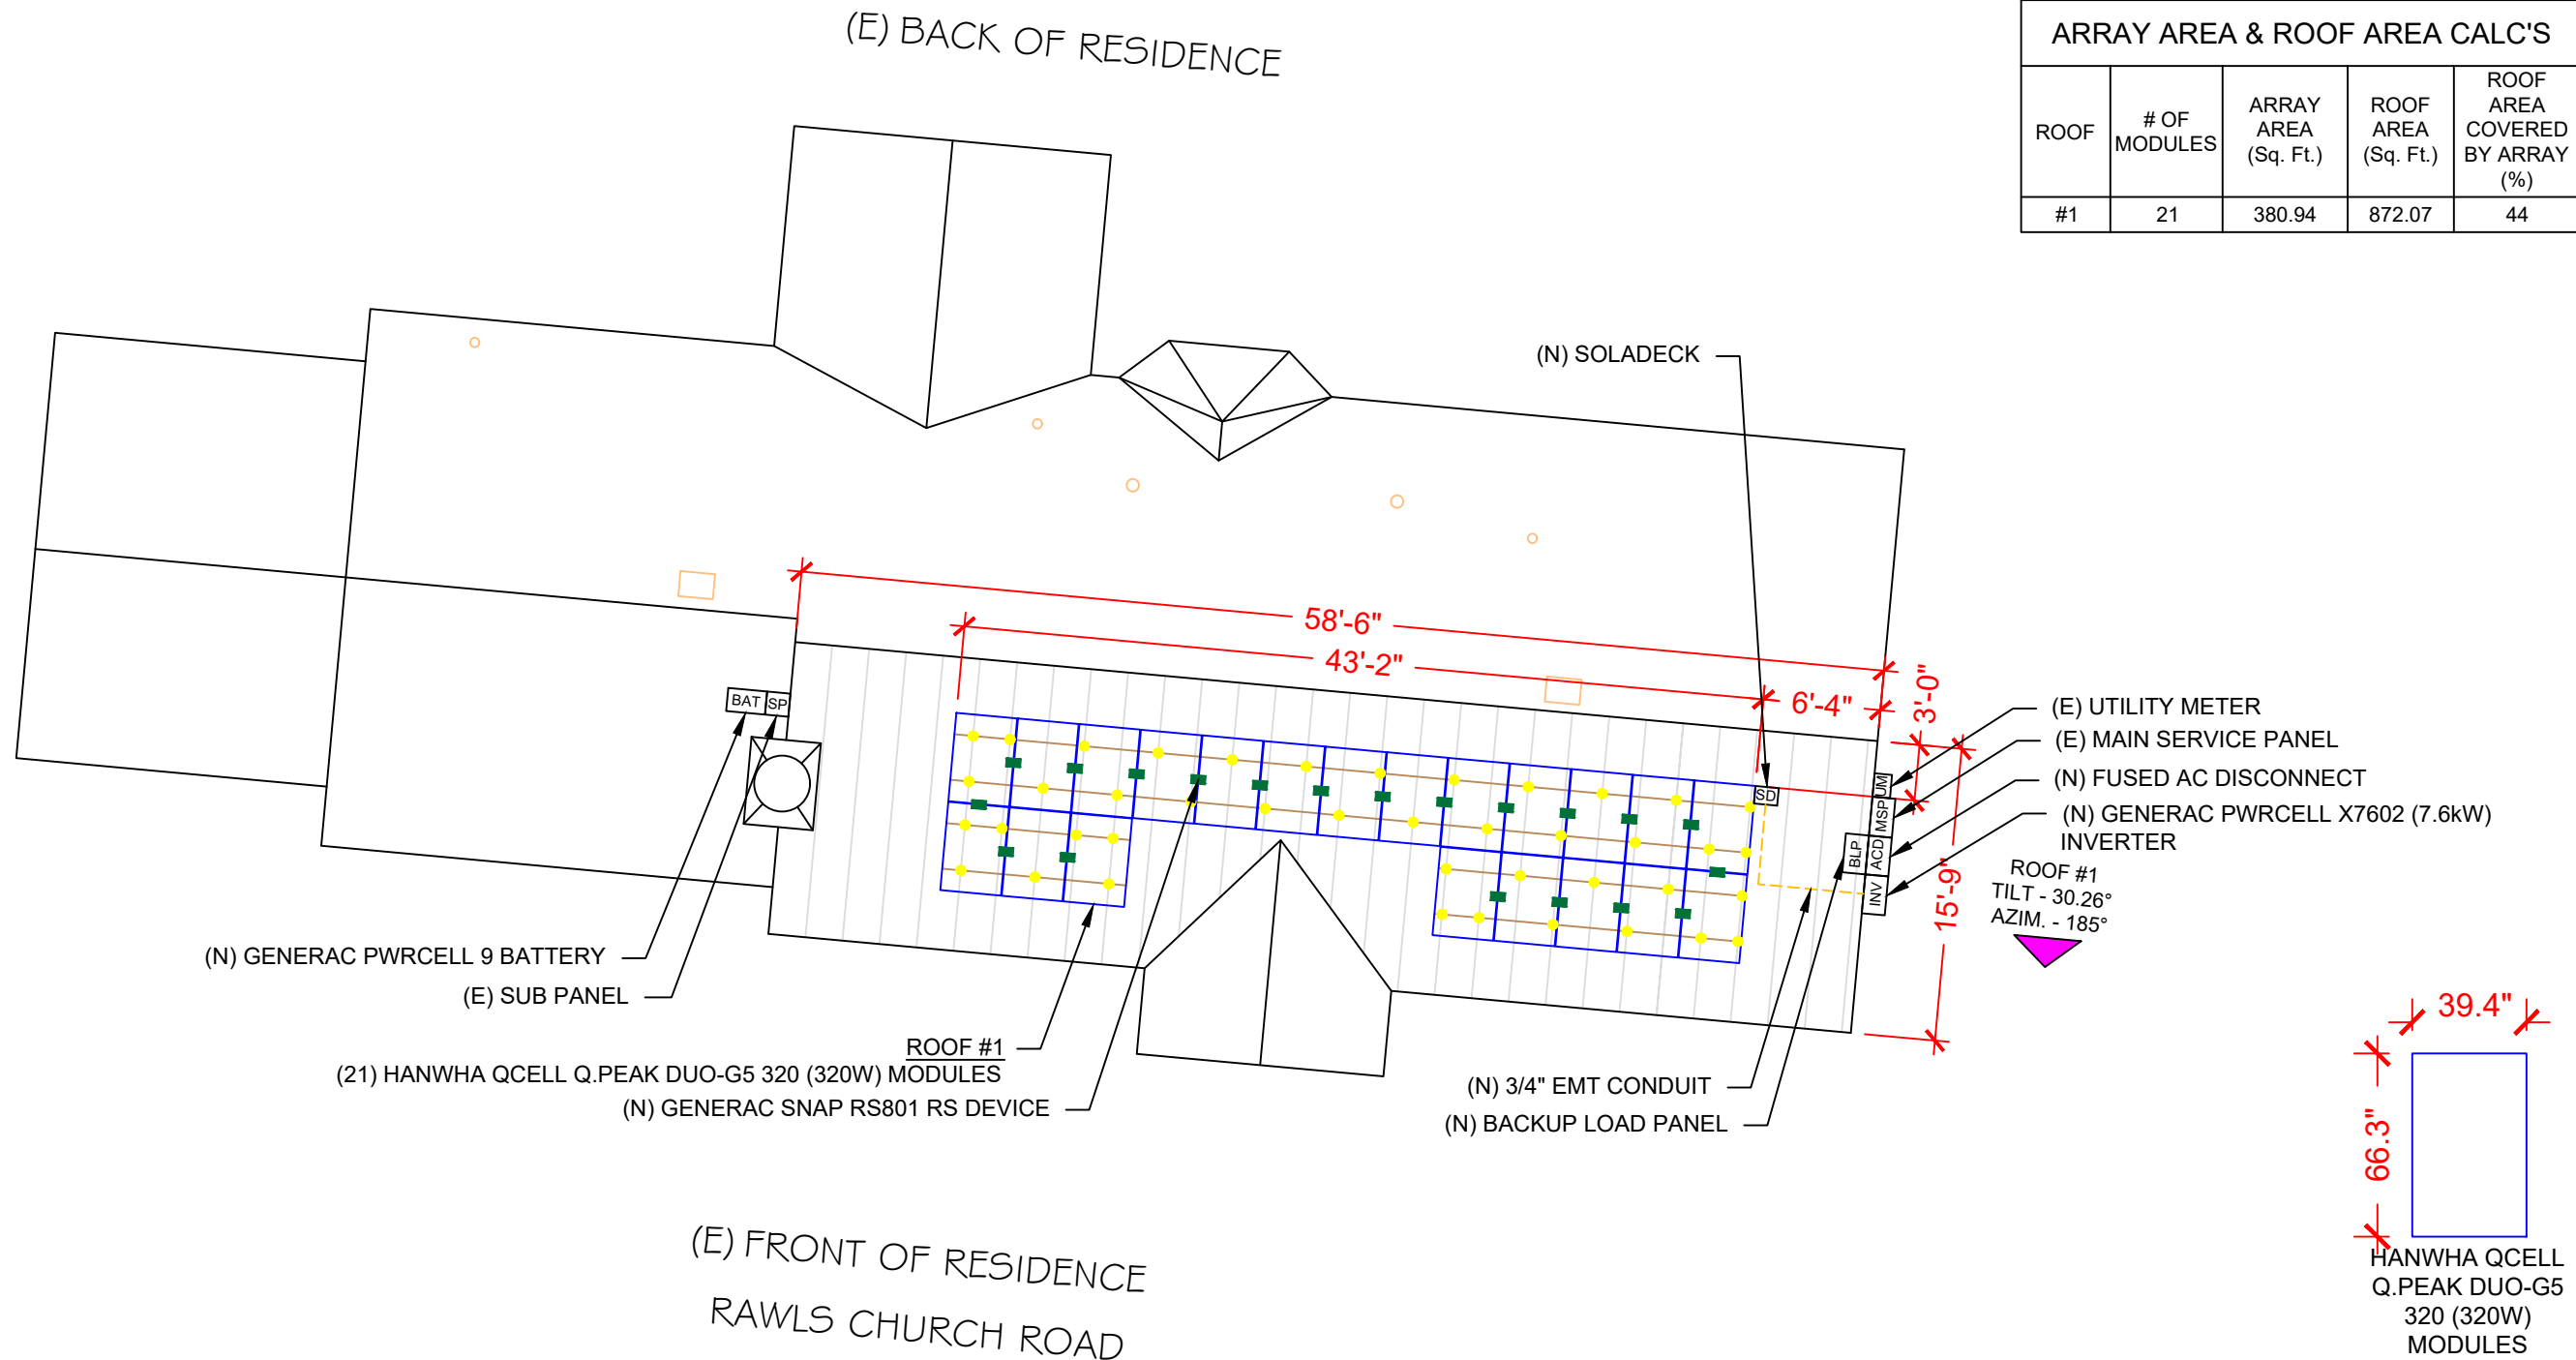 (E) BACK OF RESIDENCE
ARRAY AREA & ROOF AREA CALC'S
ROOF
# OF
MODULES
ARRAY
AREA
(Sq. Ft.)
ROOF
AREA
(Sq. Ft.)
ROOF
AREA
COVERED
BY ARRAY
(%)
#1
21
380.94
872.07
44
(N) SOLADECK
58'-6"
43'-2"
6'-4"
3'-0"
15'-9"
BAT
SP
SD
UM
MSP
ACD
BLP
INV
(E) UTILITY METER
(E) MAIN SERVICE PANEL
(N) FUSED AC DISCONNECT
(N) GENERAC PWRCELL X7602 (7.6kW)
INVERTER
ROOF #1
TILT - 30.26°
AZIM. - 185°
(N) GENERAC PWRCELL 9 BATTERY
(E) SUB PANEL
ROOF #1
(21) HANWHA QCELL Q.PEAK DUO-G5 320 (320W) MODULES
(N) GENERAC SNAP RS801 RS DEVICE
(N) 3/4" EMT CONDUIT
(N) BACKUP LOAD PANEL
39.4"
66.3"
HANWHA QCELL
Q.PEAK DUO-G5
320 (320W)
MODULES
(E) FRONT OF RESIDENCE
RAWLS CHURCH ROAD